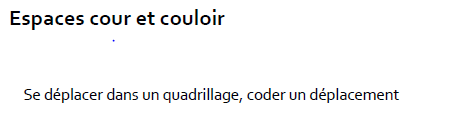 Espaces cour et couloir
Se déplacer dans un quadrillage, coder un déplacement